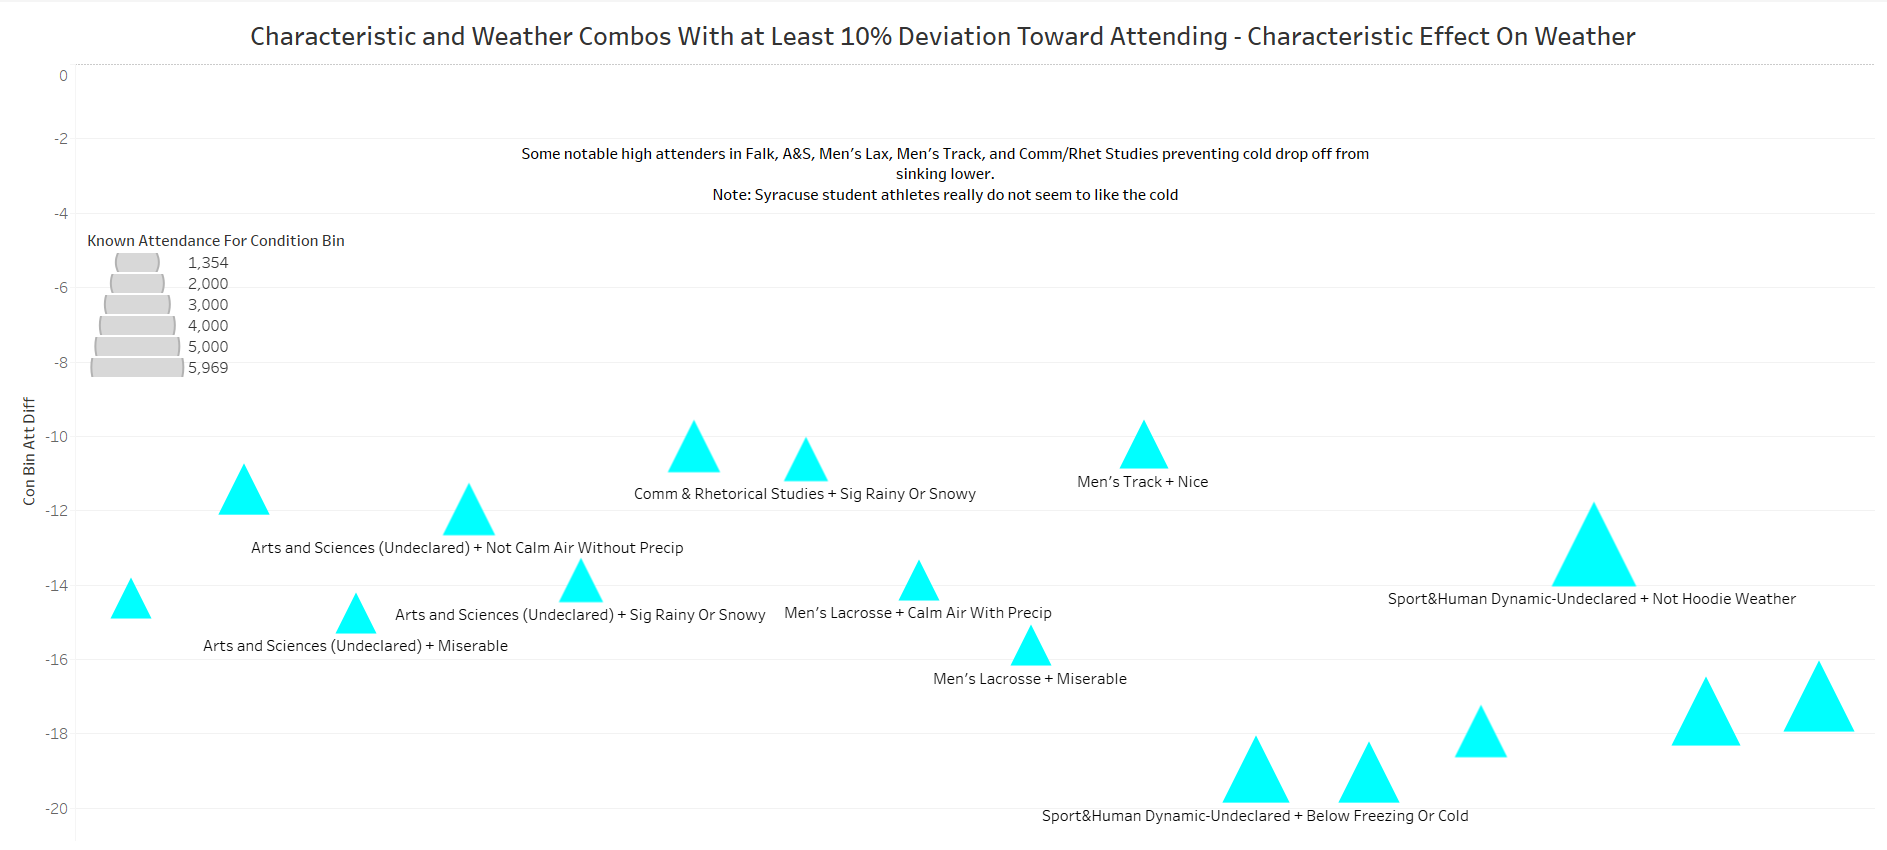 Characteristic and Weather Combos With at Least 10% Deviation Toward Attending - Characteristic Effect On Weather
0
-2
Some notable high attenders in Falk, A&S, Men's Lax, Men's Track, and Comm/Rhet Studies preventing cold drop off from
sinking lower.
Note: Syracuse student athletes really do not seem to like the cold
-4
Known Attendance For Condition Bin
1,354
2,000
3,000
4,000
5,000
5,969
-6
-8
Con Bin Att Diff
-10
Men's Track + Nice
Comm & Rhetorical Studies + Sig Rainy Or Snowy
-12
Arts and Sciences (Undeclared) + Not Calm Air Without Precip
-14
Sport&Human Dynamic-Undeclared + Not Hoodie Weather
Arts and Sciences (Undeclared) + Sig Rainy Or Snowy
Men's Lacrosse + Calm Air With Precip
Arts and Sciences (Undeclared) + Miserable
-16
Men's Lacrosse + Miserable
-18
-20
Sport&Human Dynamic-Undeclared + Below Freezing Or Cold